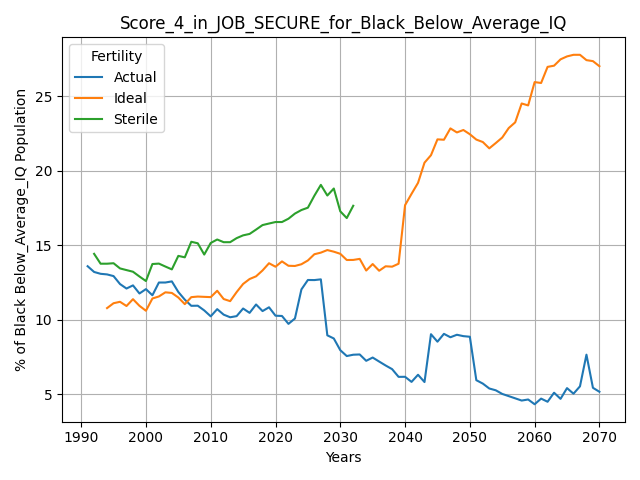 Score_4_in_JOB_SECURE_for_Black_Below_Average_IQ
% of Black Below_Average_IQ Population
Fertility
Actual
Ideal
Sterile
25
20
15
10
5
1990 2000 2010 2020 2030 2040 2050 2060 2070
Years